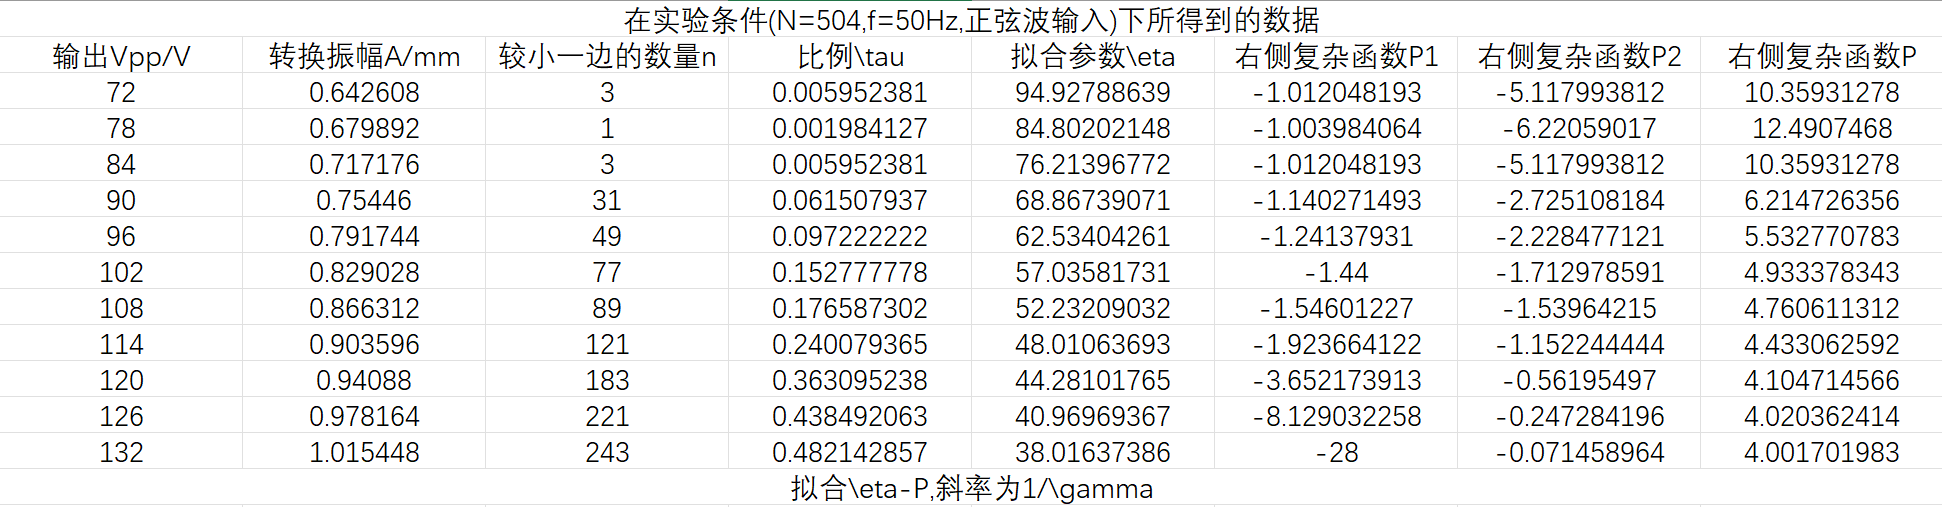 在实验条件(N=504,f=50Hz,正弦波输入)下所得到的数据
输出Vpp/V 转换振幅A/mm 较小一边的数量n 比例\tau 拟合参数\eta 右侧复杂函数P1 右侧复杂函数P2 右侧复杂函数P
72 0.642608 3 0.005952381 94.92788639 -1.012048193 -5.117993812 10.35931278
78 0.679892 1 0.001984127 84.80202148 -1.003984064 -6.22059017 12.4907468
84 0.717176 3 0.005952381 76.21396772 -1.012048193 -5.117993812 10.35931278
90 0.75446 31 0.061507937 68.86739071 -1.140271493 -2.725108184 6.214726356
96 0.791744 49 0.097222222 62.53404261 -1.24137931 -2.228477121 5.532770783
102 0.829028 77 0.152777778 57.03581731 -1.44 -1.712978591 4.933378343
108 0.866312 89 0.176587302 52.23209032 -1.54601227 -1.53964215 4.760611312
114 0.903596 121 0.240079365 48.01063693 -1.923664122 -1.152244444 4.433062592
120 0.94088 183 0.363095238 44.28101765 -3.652173913 -0.56195497 4.104714566
126 0.978164 221 0.438492063 40.96969367 -8.129032258 -0.247284196 4.020362414
132 1.015448 243 0.482142857 38.01637386 -28 -0.071458964 4.001701983
拟合\eta-P,斜率为1/\gamma